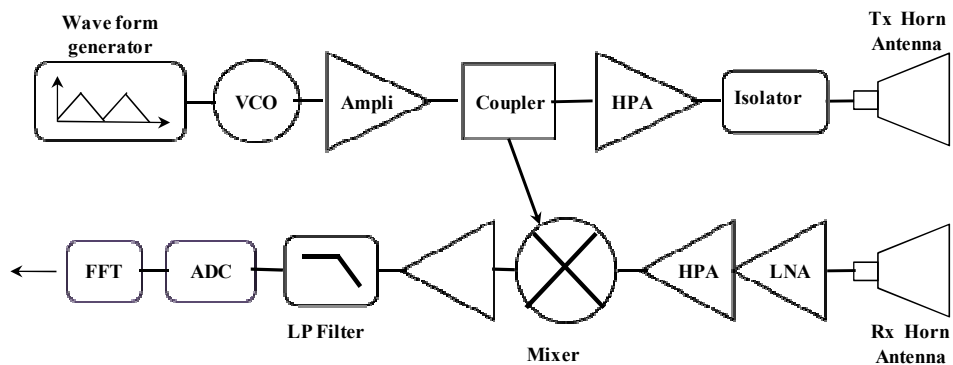 Wave form
generator
Tx Horn
Antenna
VCO
Ampli
Coupler
HPA
Isolator
FFT
ADC
LP Filter
Mixer
HPA
LNA
Rx Horn
Antenna